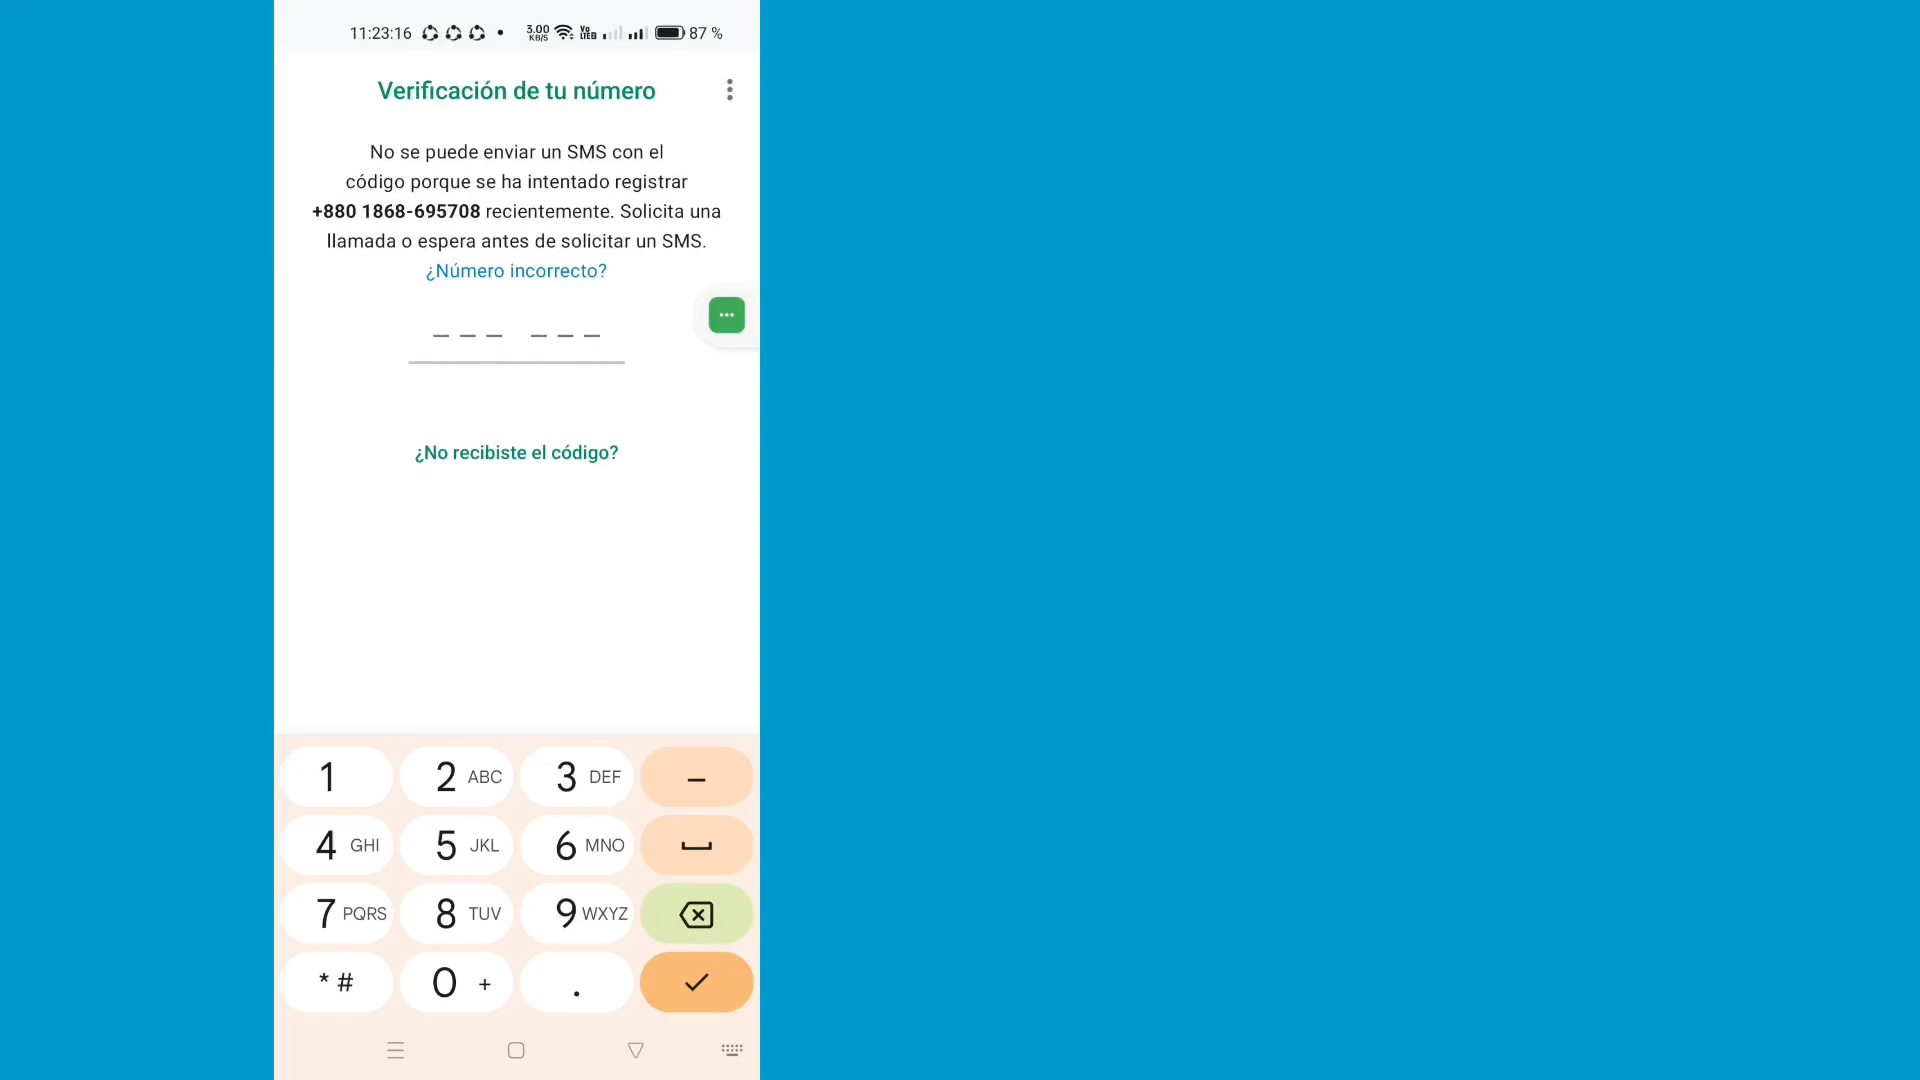 11:23:16 3.00 KB/S Vo LTE2 87 %
Verificación de tu número
No se puede enviar un SMS con el
código porque se ha intentado registrar
+880 1868-695708 recientemente. Solicita una
llamada o espera antes de solicitar un SMS.
¿Número incorrecto?
¿No recibiste el código?
1 2 ABC 3 DEF –
4 GHI 5 JKL 6 MNO
7 PQRS 8 TUV 9 WXYZ
* # 0 + .